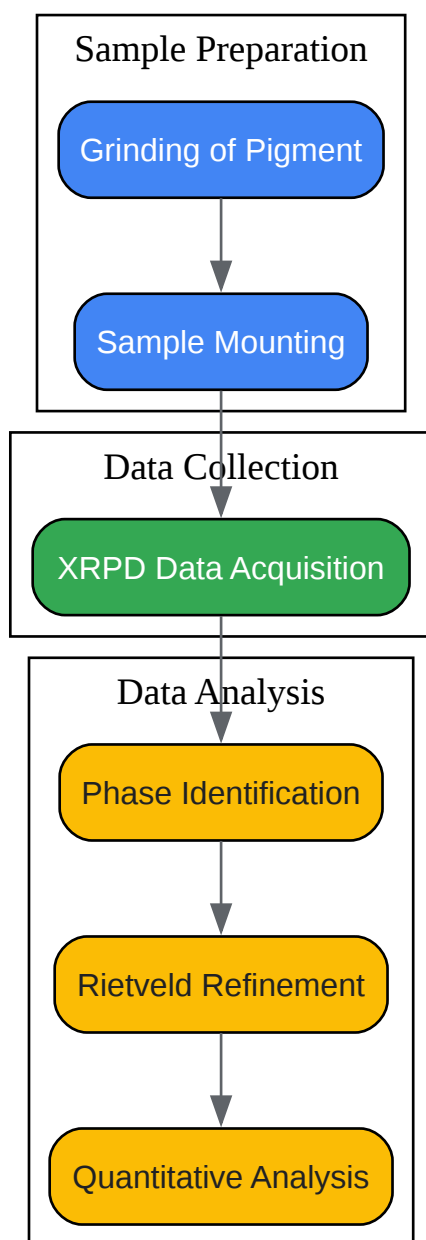 Sample Preparation
Grinding of Pigment
Sample Mounting
Data Collection
XRPD Data Acquisition
Data Analysis
Phase Identification
Rietveld Refinement
Quantitative Analysis